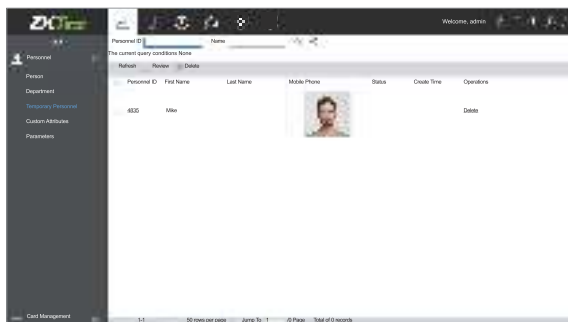 ZKTeco
Welcome, admin
Personnel ID Name
The current query conditions None
Personnel
Refresh Review Delete
Person
Personnel ID First Name Last Name Mobile Phone Status Create Time Operations
Department
Temporary Personnel
4835 Mike Delete
Custom Attributes
Parameters
Card Management
1-1 50 rows per page Jump To 1 /0 Page Total of 0 records